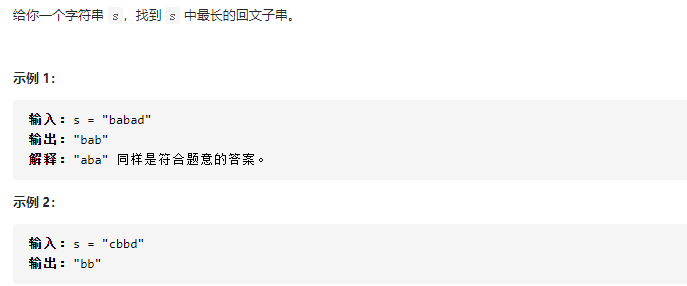 给你一个字符串 s，找到 s 中最长的回文子串。
示例 1：
输入：s = "babad"
输出："bab"
解释："aba" 同样是符合题意的答案。
示例 2：
输入：s = "cbbd"
输出："bb"